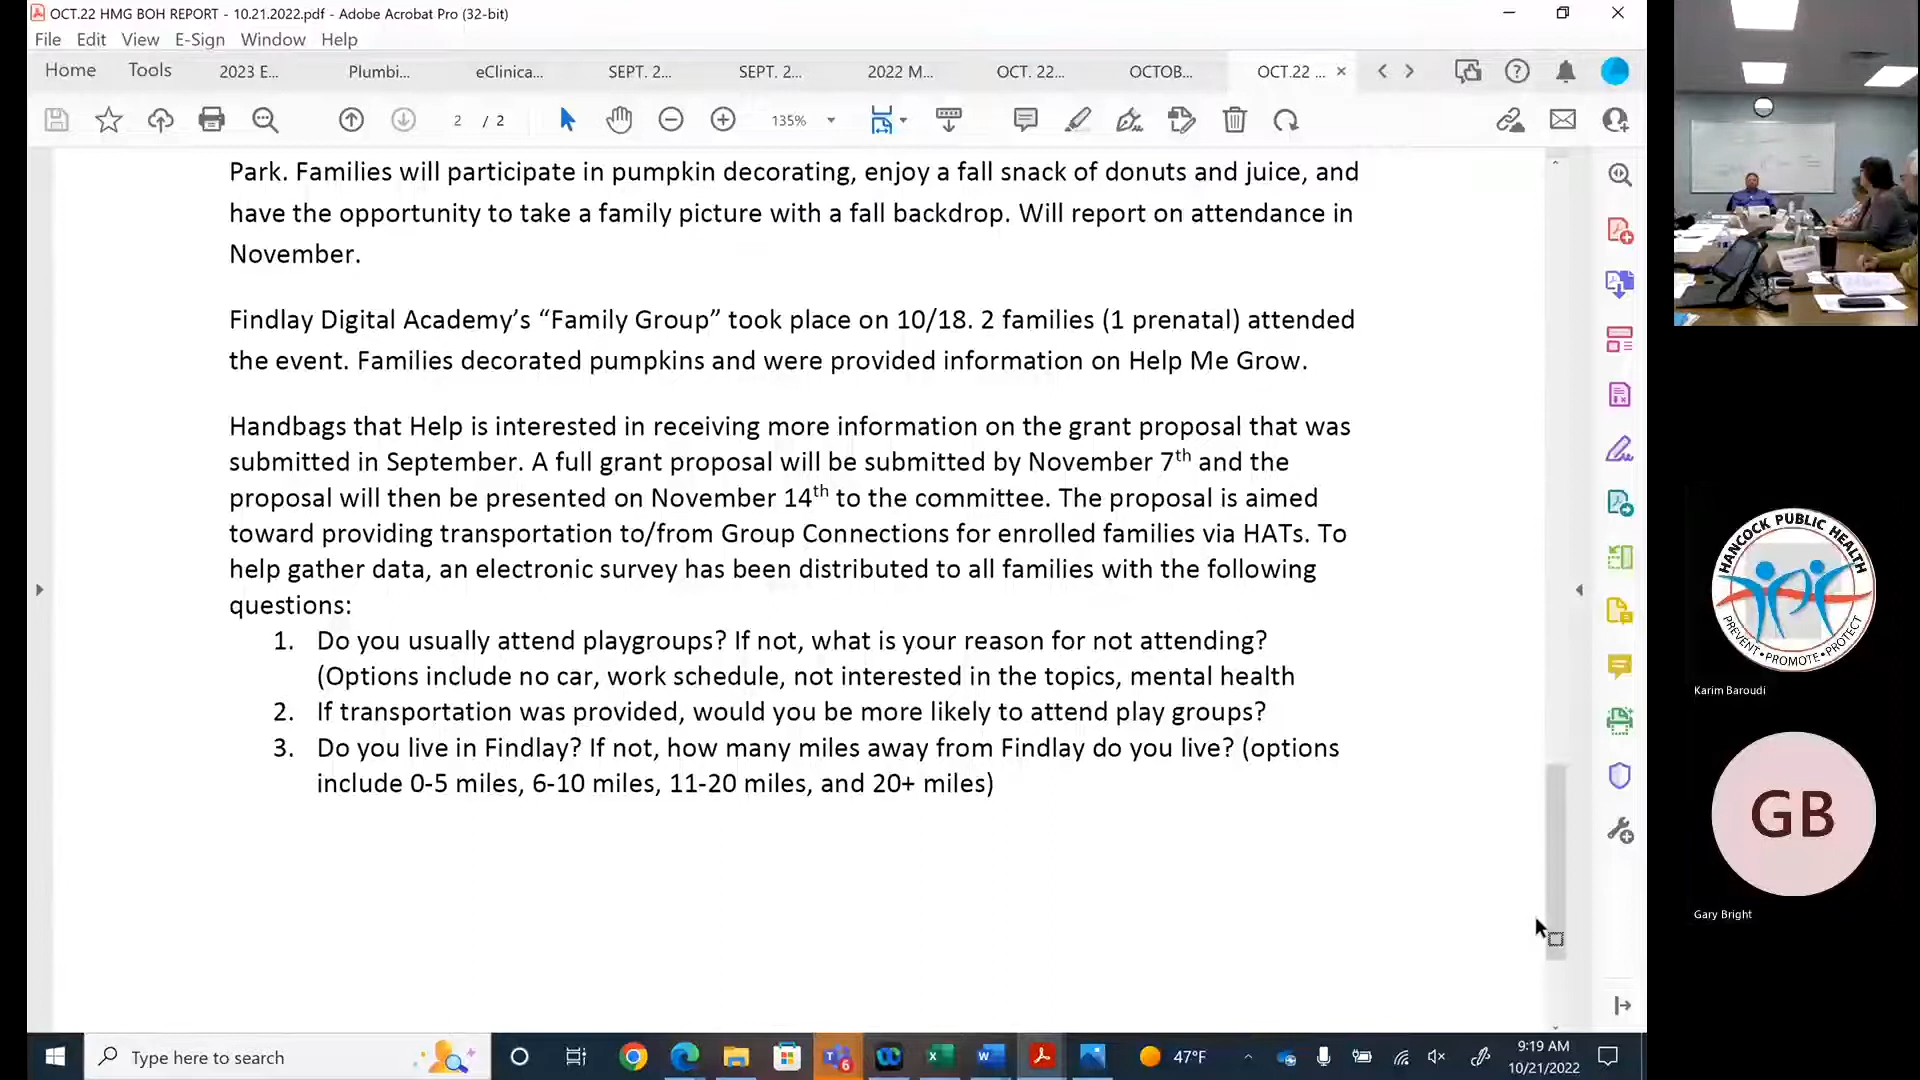 OCT.22 HMG BOH REPORT - 10.21.2022.pdf - Adobe Acrobat Pro (32-bit)
File Edit View E-Sign Window Help
Home Tools 2023 E... Plumbi... eClinica... SEPT. 2... SEPT. 2... 2022 M... OCT. 22... OCTOB... OCT.22 ...
2 / 2 135%
Park. Families will participate in pumpkin decorating, enjoy a fall snack of donuts and juice, and
have the opportunity to take a family picture with a fall backdrop. Will report on attendance in
November.
Findlay Digital Academy’s “Family Group” took place on 10/18. 2 families (1 prenatal) attended
the event. Families decorated pumpkins and were provided information on Help Me Grow.
Handbags that Help is interested in receiving more information on the grant proposal that was
submitted in September. A full grant proposal will be submitted by November 7th and the
proposal will then be presented on November 14th to the committee. The proposal is aimed
toward providing transportation to/from Group Connections for enrolled families via HATs. To
help gather data, an electronic survey has been distributed to all families with the following
questions:
1. Do you usually attend playgroups? If not, what is your reason for not attending?
(Options include no car, work schedule, not interested in the topics, mental health
2. If transportation was provided, would you be more likely to attend play groups?
3. Do you live in Findlay? If not, how many miles away from Findlay do you live? (options
include 0-5 miles, 6-10 miles, 11-20 miles, and 20+ miles)
HANCOCK PUBLIC HEALTH
PREVENT • PROMOTE • PROTECT
Karim Baroudi
GB
Gary Bright
Type here to search
6
47°F
9:19 AM
10/21/2022